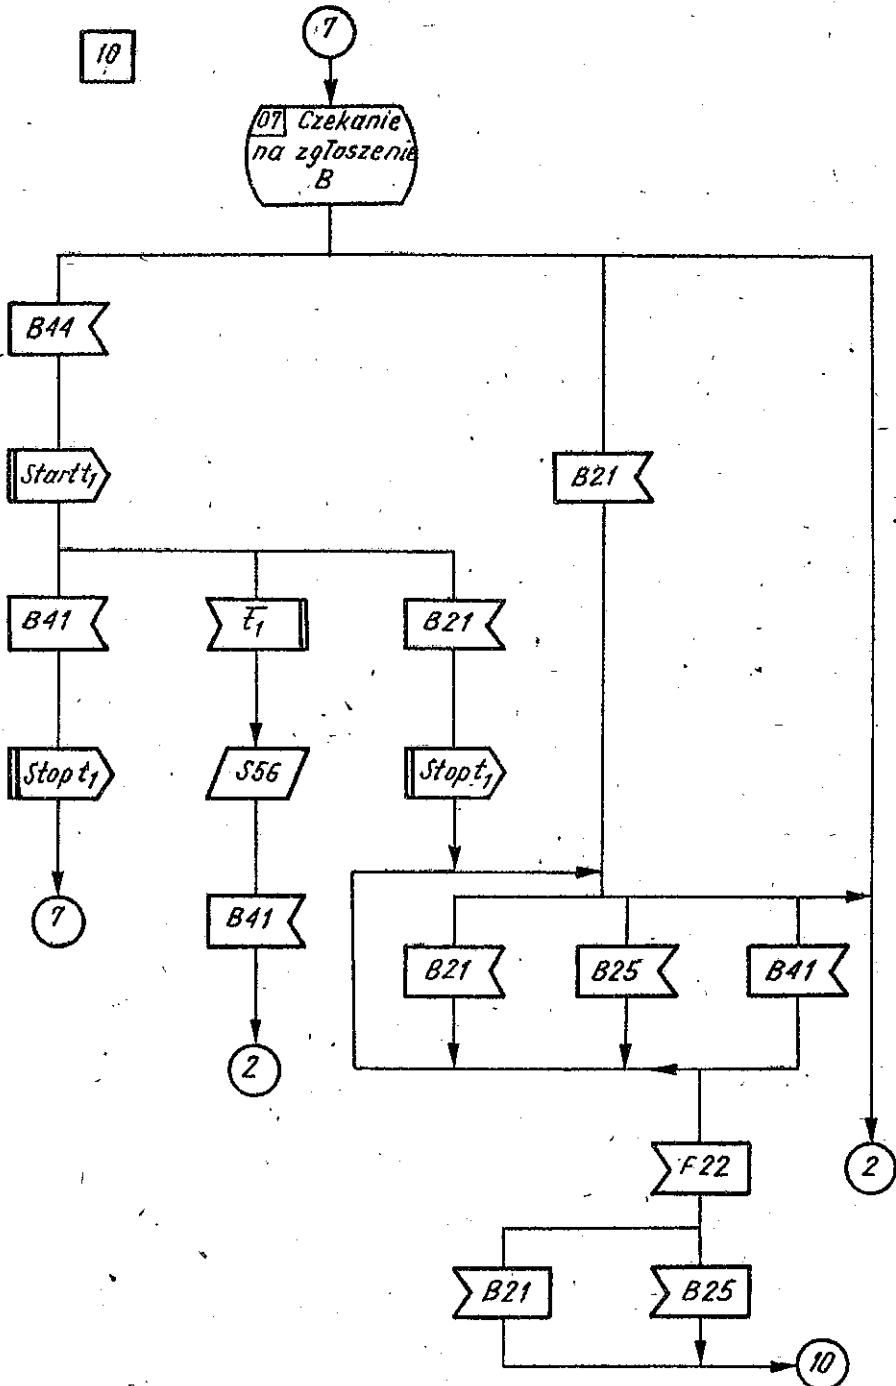 10
7
07 Czekanie
na zgłoszenie
B
B44
Start t₁
B21
B41
t̅₁
B21
Stop t₁
S56
Stop t₁
7
B41
B21
B25
B41
2
F22
2
B21
B25
10